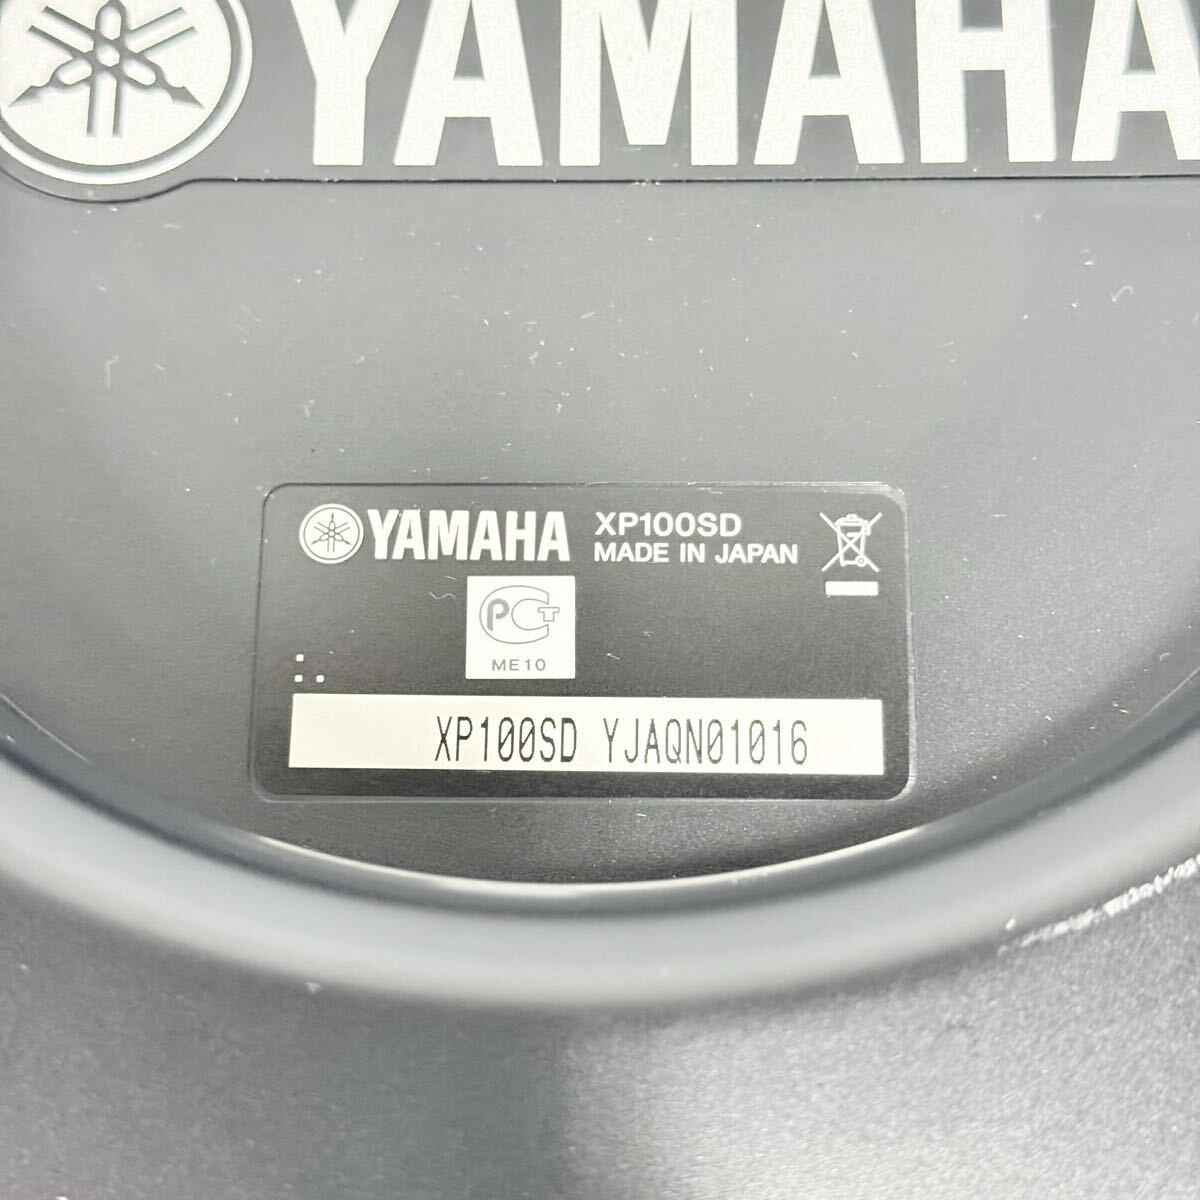 YAMAHA
YAMAHA XP100SD
MADE IN JAPAN
PCT
ME10
XP100SD YJAQN01016